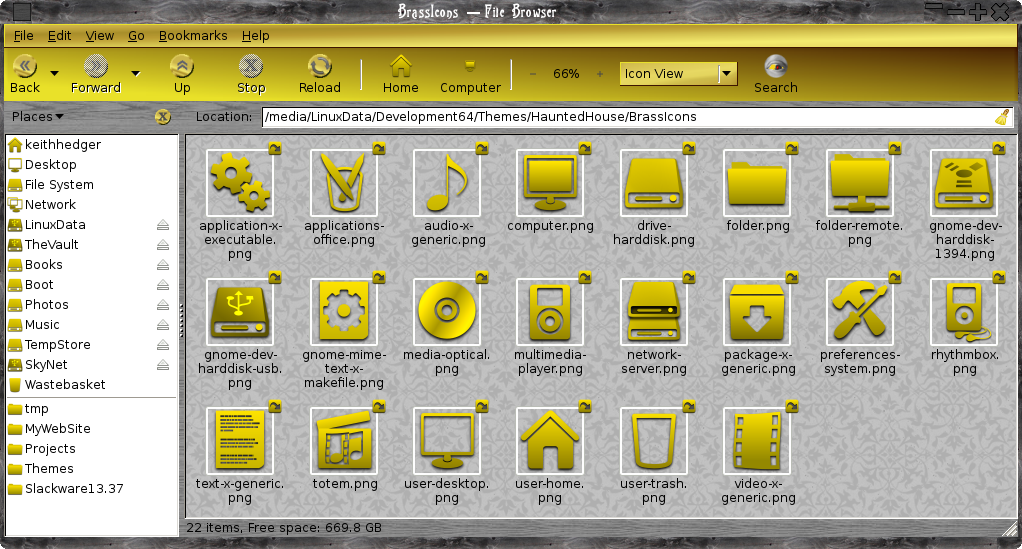 BrassIcons — File Browser
File Edit View Go Bookmarks Help
Back Forward Up Stop Reload Home Computer 66% Icon View Search
Places Location: /media/LinuxData/Development64/Themes/HauntedHouse/BrassIcons
keithhedger
Desktop
File System
Network
LinuxData
TheVault
Books
Boot
Photos
Music
TempStore
SkyNet
Wastebasket
tmp
MyWebSite
Projects
Themes
Slackware13.37
application-x-
executable.
png
applications-
office.png
audio-x-
generic.png
computer.png
drive-
harddisk.png
folder.png
folder-remote.
png
gnome-dev-
harddisk-
1394.png
gnome-dev-
harddisk-usb.
png
gnome-mime-
text-x-
makefile.png
media-optical.
png
multimedia-
player.png
network-
server.png
package-x-
generic.png
preferences-
system.png
rhythmbox.
png
text-x-generic.
png
totem.png
user-desktop.
png
user-home.
png
user-trash.
png
video-x-
generic.png
22 items, Free space: 669.8 GB